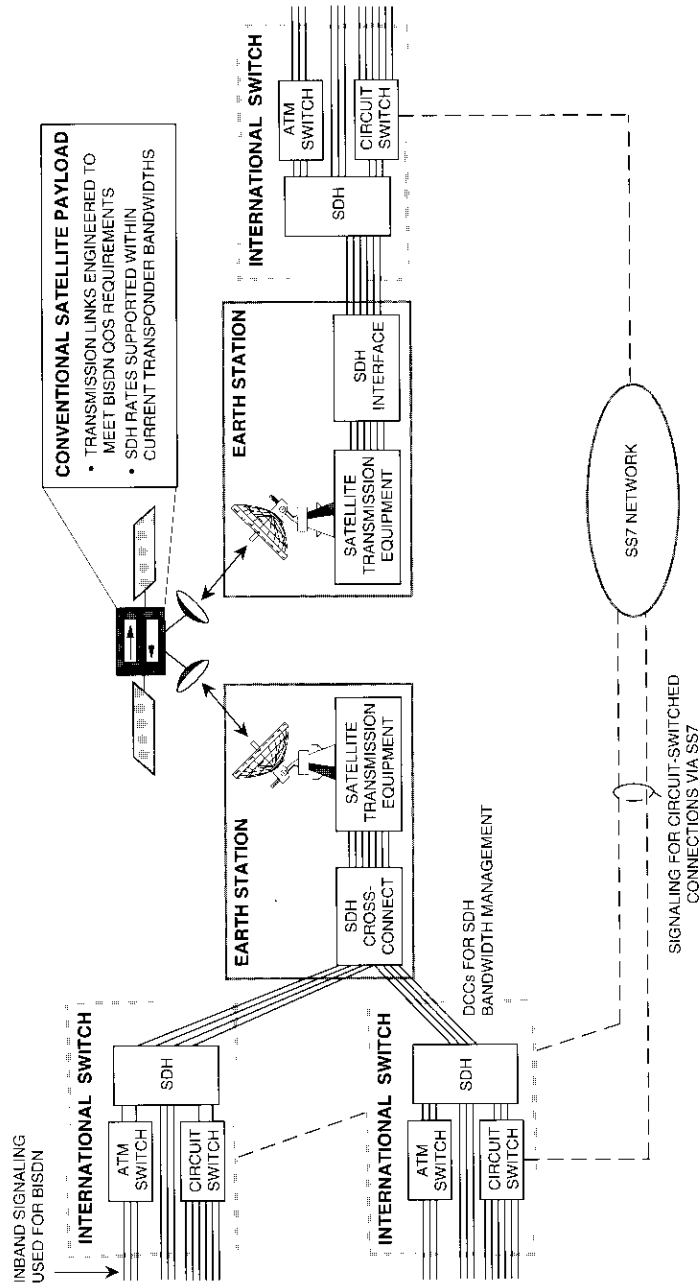 INBAND SIGNALING
USED FOR BISDN
INTERNATIONAL SWITCH
ATM
SWITCH
CIRCUIT
SWITCH
SDH
INTERNATIONAL SWITCH
ATM
SWITCH
CIRCUIT
SWITCH
SDH
DCCs FOR SDH
BANDWIDTH MANAGEMENT
EARTH STATION
SDH
CROSS-
CONNECT
SATELLITE
TRANSMISSION
EQUIPMENT
CONVENTIONAL SATELLITE PAYLOAD
• TRANSMISSION LINKS ENGINEERED TO
MEET BISDN QOS REQUIREMENTS
• SDH RATES SUPPORTED WITHIN
CURRENT TRANSPONDER BANDWIDTHS
EARTH STATION
SATELLITE
TRANSMISSION
EQUIPMENT
SDH
INTERFACE
INTERNATIONAL SWITCH
SDH
ATM
SWITCH
CIRCUIT
SWITCH
SS7 NETWORK
SIGNALING FOR CIRCUIT-SWITCHED
CONNECTIONS VIA SS7